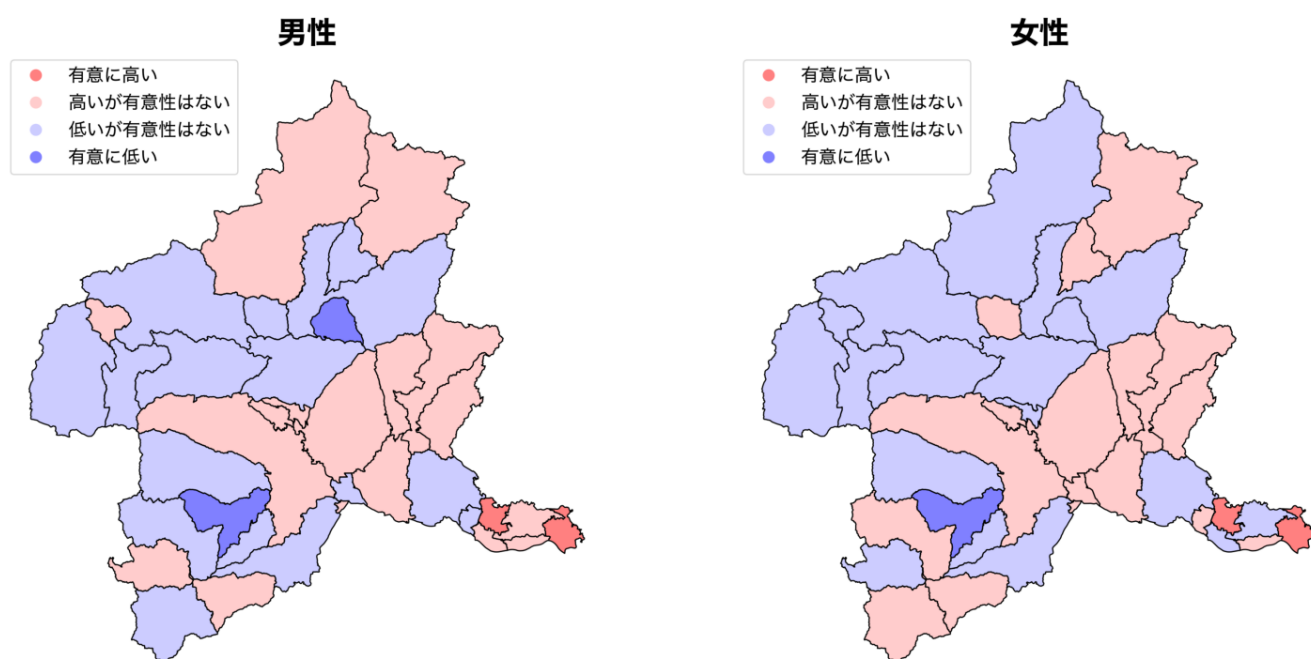 男性
有意に高い
高いが有意性はない
低いが有意性はない
有意に低い
女性
有意に高い
高いが有意性はない
低いが有意性はない
有意に低い